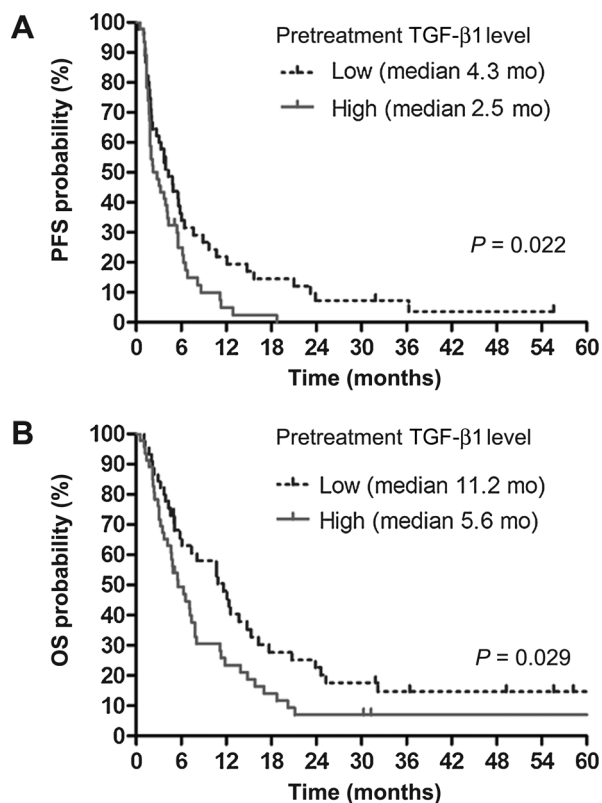 A
Pretreatment TGF-β1 level
Low (median 4.3 mo)
High (median 2.5 mo)
P = 0.022
PFS probability (%)
100
90
80
70
60
50
40
30
20
10
0
0 6 12 18 24 30 36 42 48 54 60
Time (months)
B
Pretreatment TGF-β1 level
Low (median 11.2 mo)
High (median 5.6 mo)
P = 0.029
OS probability (%)
100
90
80
70
60
50
40
30
20
10
0
0 6 12 18 24 30 36 42 48 54 60
Time (months)